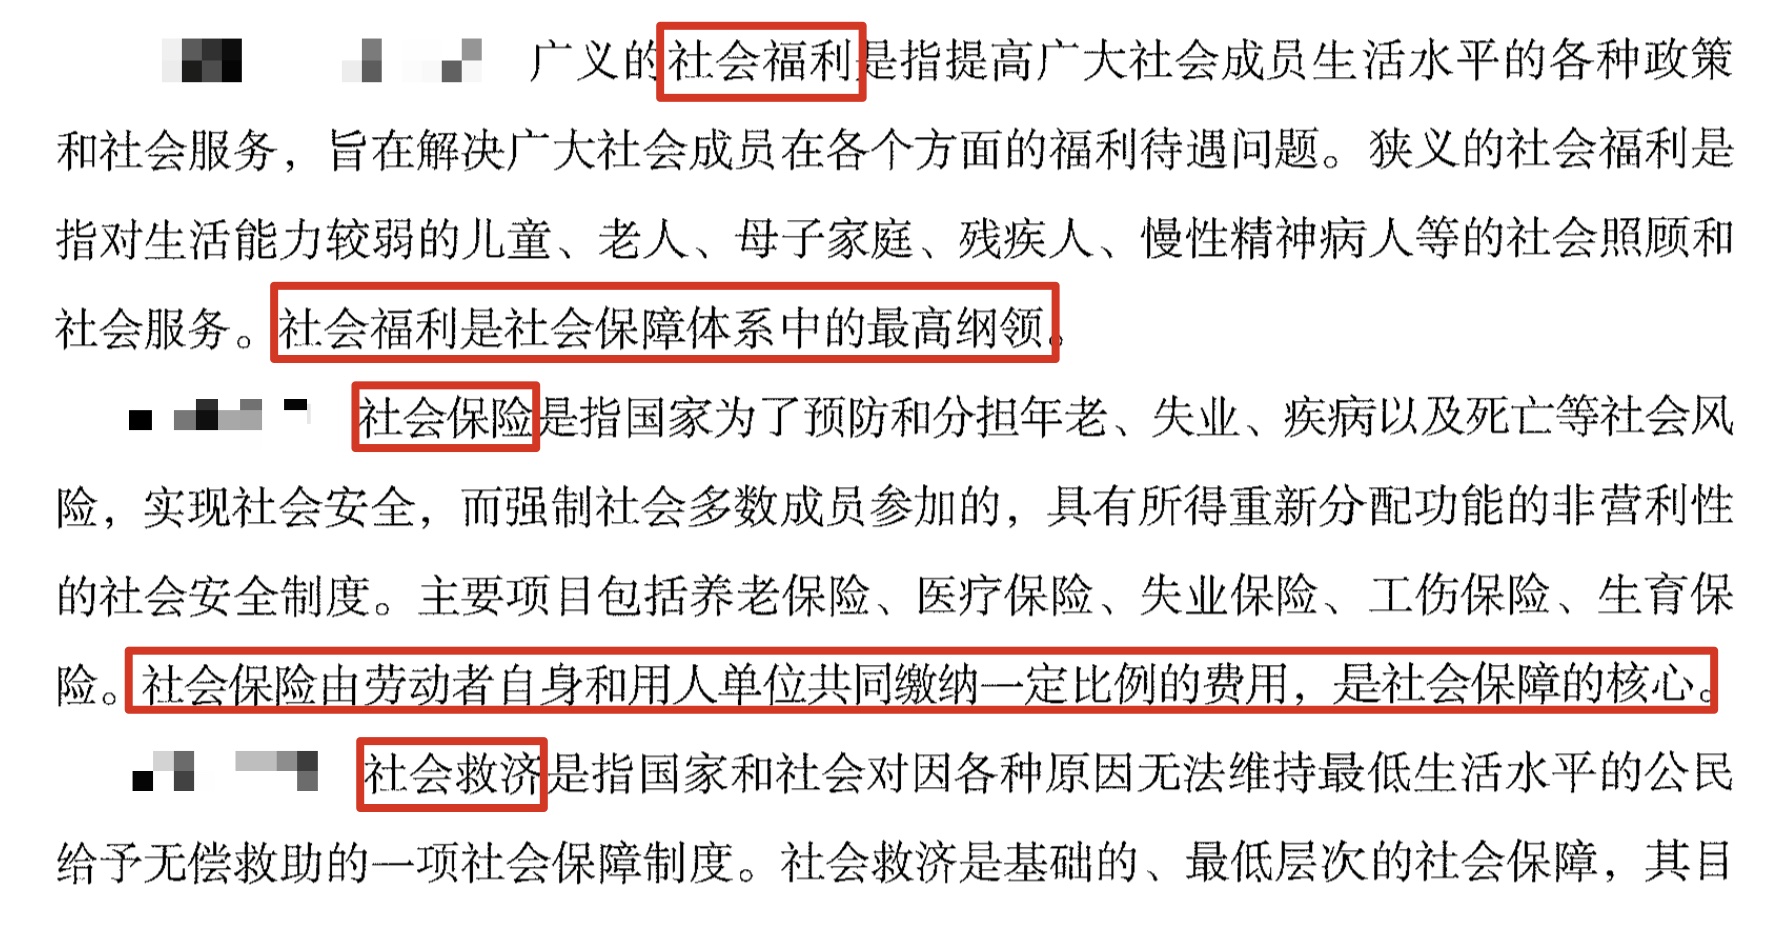 广义的社会福利是指提高广大社会成员生活水平的各种政策
和社会服务，旨在解决广大社会成员在各个方面的福利待遇问题。狭义的社会福利是
指对生活能力较弱的儿童、老人、母子家庭、残疾人、慢性精神病人等的社会照顾和
社会服务。社会福利是社会保障体系中的最高纲领。
社会保险是指国家为了预防和分担年老、失业、疾病以及死亡等社会风
险，实现社会安全，而强制社会多数成员参加的，具有所得重新分配功能的非营利性
的社会安全制度。主要项目包括养老保险、医疗保险、失业保险、工伤保险、生育保
险。社会保险由劳动者自身和用人单位共同缴纳一定比例的费用，是社会保障的核心。
社会救济是指国家和社会对因各种原因无法维持最低生活水平的公民
给予无偿救助的一项社会保障制度。社会救济是基础的、最低层次的社会保障，其目